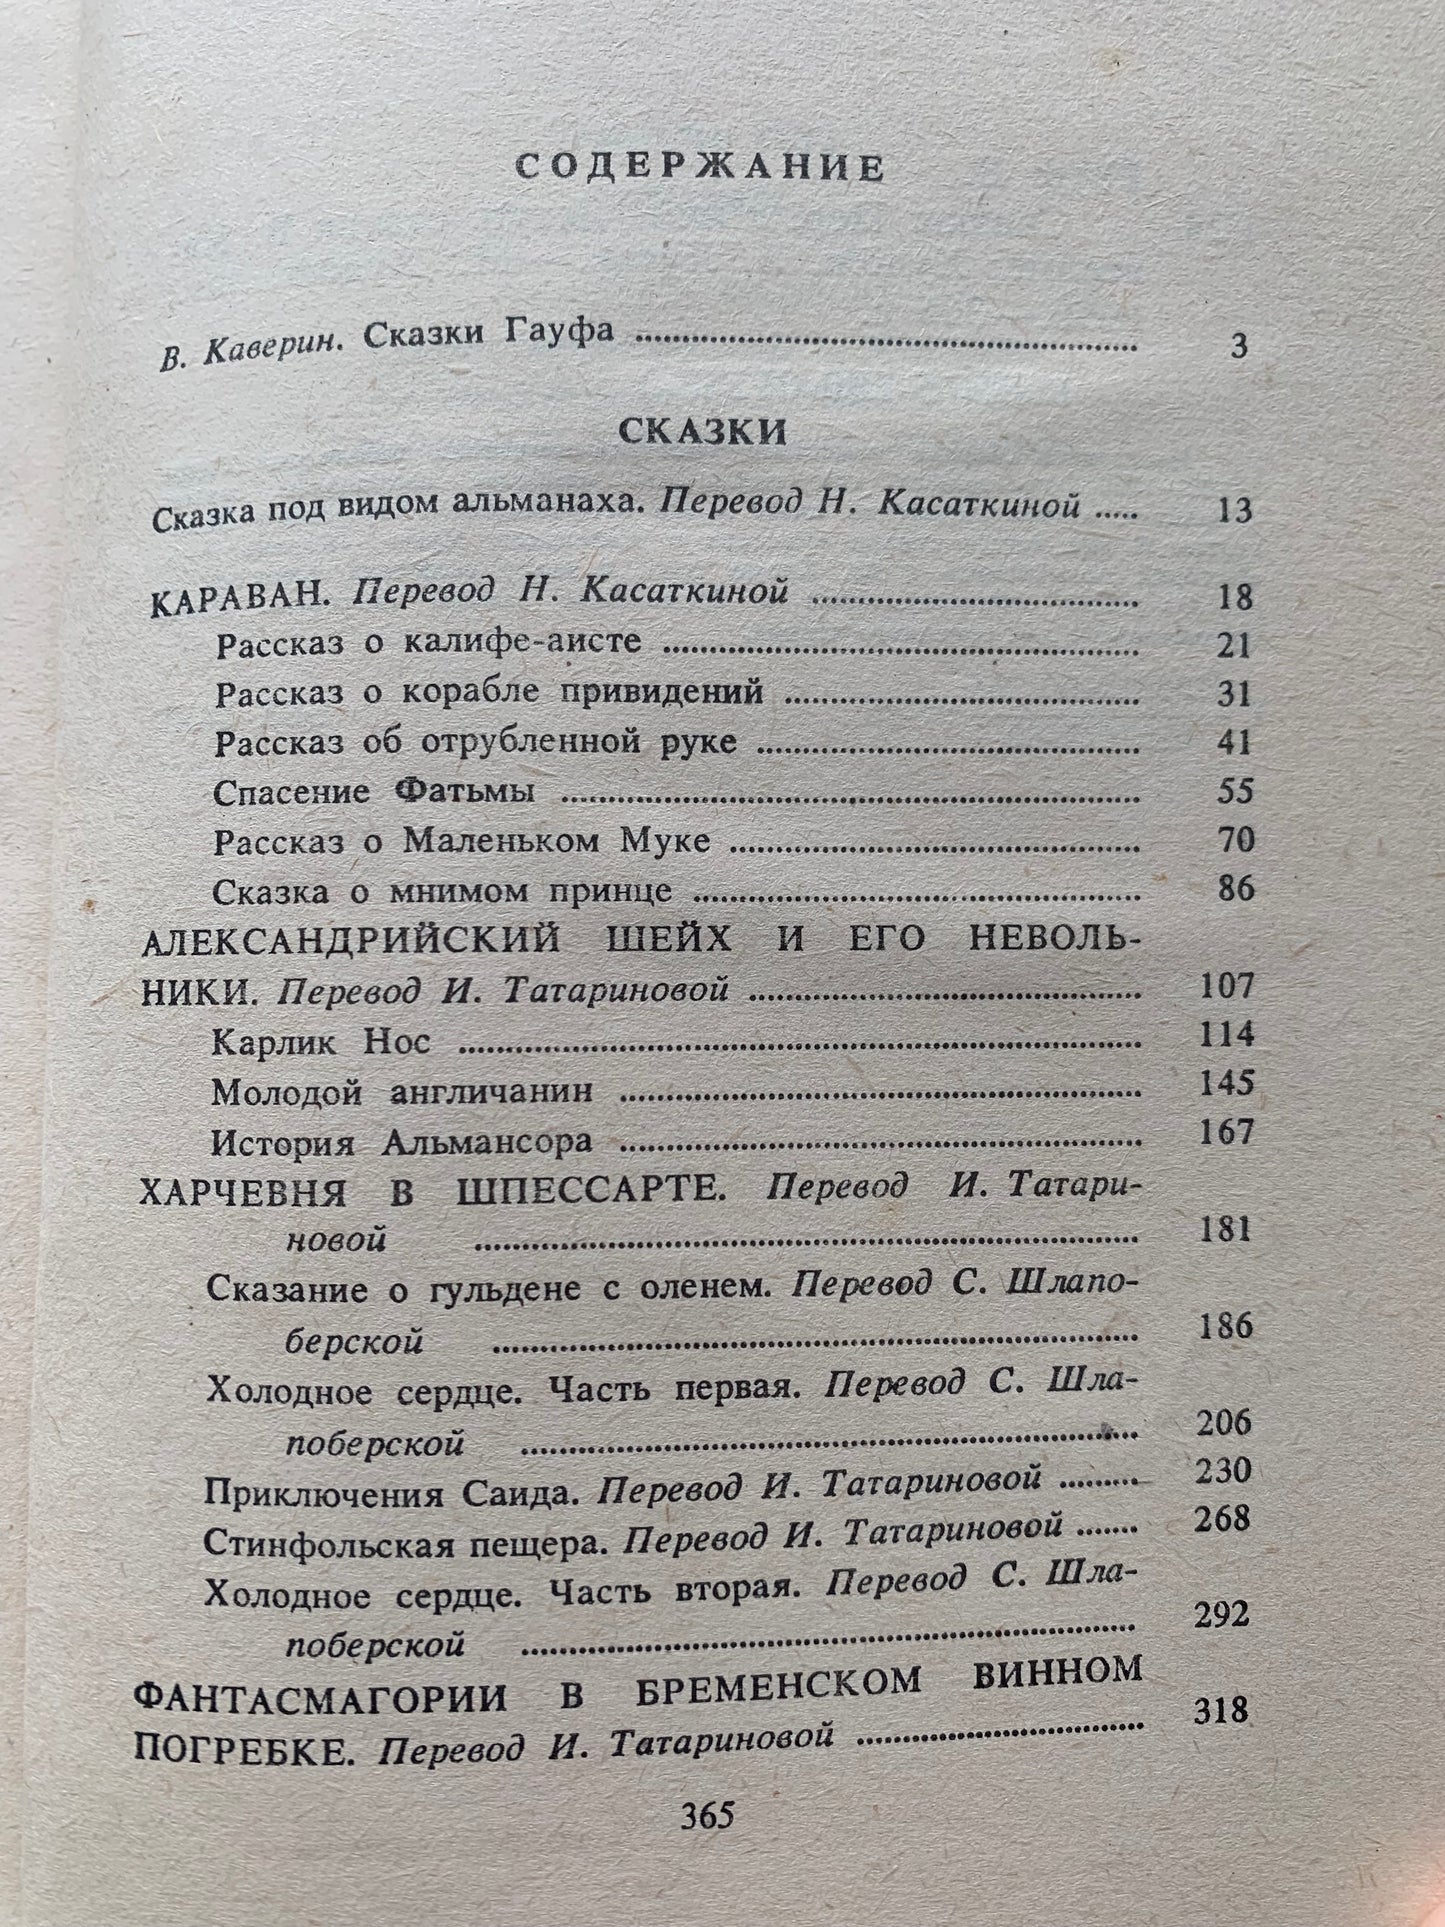 СОДЕРЖАНИЕ
В. Каверин. Сказки Гауфа ........ 3
СКАЗКИ
Сказка под видом альманаха. Перевод Н. Касаткиной ..... 13
КАРАВАН. Перевод Н. Касаткиной ........ 18
Рассказ о калифе-аисте ........ 21
Рассказ о корабле привидений ........ 31
Рассказ об отрубленной руке ........ 41
Спасение Фатьмы ........ 55
Рассказ о Маленьком Муке ........ 70
Сказка о мнимом принце ........ 86
АЛЕКСАНДРИЙСКИЙ ШЕЙХ И ЕГО НЕВОЛЬ-
НИКИ. Перевод И. Татариновой ........ 107
Карлик Нос ........ 114
Молодой англичанин ........ 145
История Альмансора ........ 167
ХАРЧЕВНЯ В ШПЕССАРТЕ. Перевод И. Татари-
новой ........ 181
Сказание о гульдене с оленем. Перевод С. Шлапо-
берской ........ 186
Холодное сердце. Часть первая. Перевод С. Шла-
поберской ........ 206
Приключения Саида. Перевод И. Татариновой ........ 230
Стинфольская пещера. Перевод И. Татариновой ....... 268
Холодное сердце. Часть вторая. Перевод С. Шла-
поберской ........ 292
ФАНТАСМАГОРИИ В БРЕМЕНСКОМ ВИННОМ
ПОГРЕБКЕ. Перевод И. Татариновой ........ 318
365